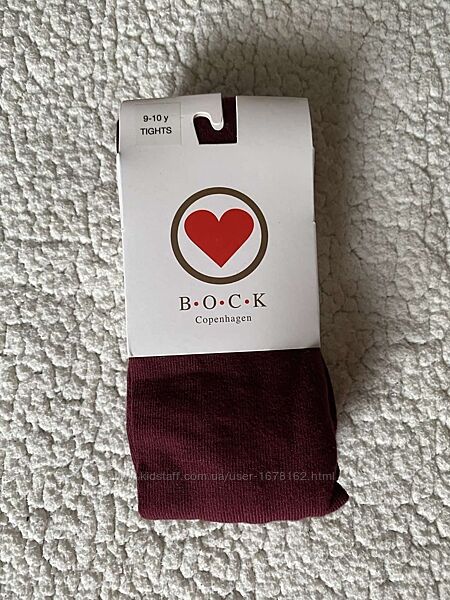 9-10 y
TIGHTS
B•O•C•K
Copenhagen
kidstaff.com.ua/user-1678162.html